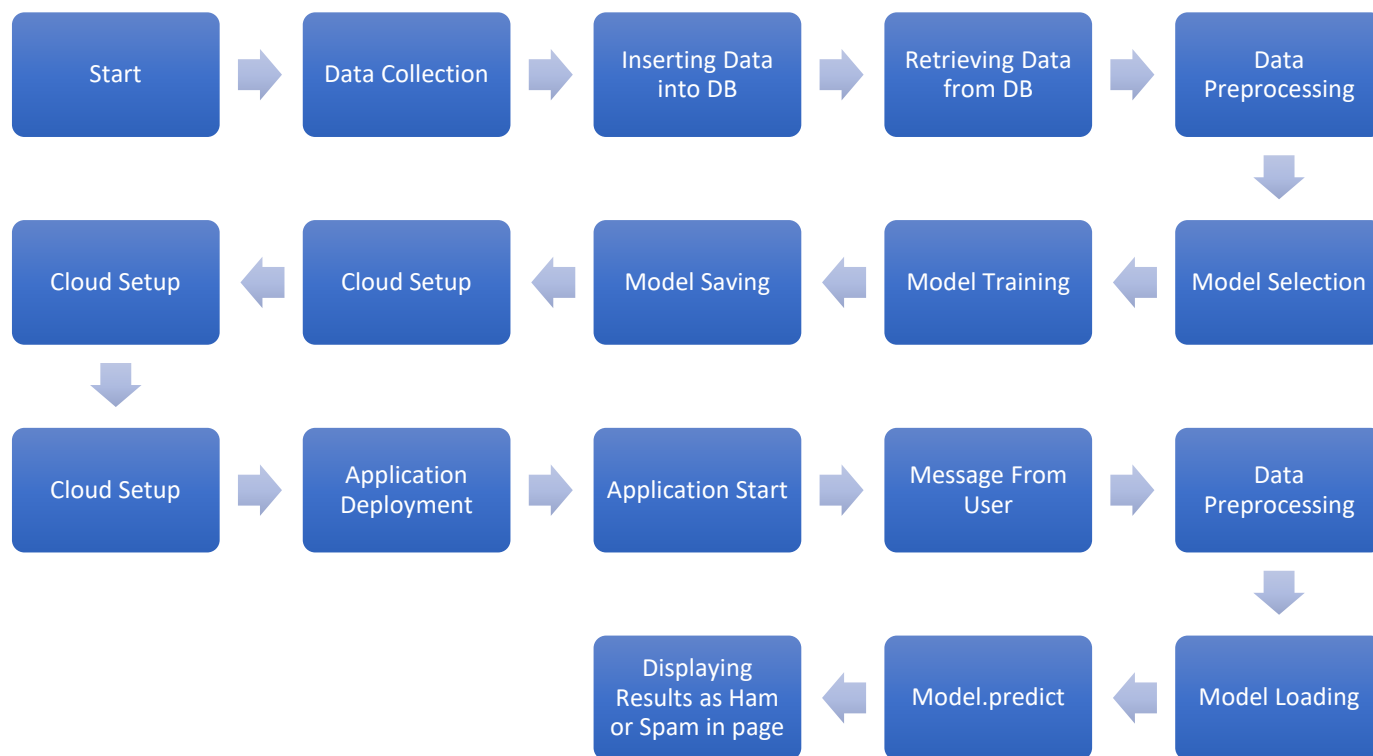 Start
Data Collection
Inserting Data
into DB
Retrieving Data
from DB
Data
Preprocessing
Model Selection
Model Training
Model Saving
Cloud Setup
Cloud Setup
Cloud Setup
Application
Deployment
Application Start
Message From
User
Data
Preprocessing
Model Loading
Model.predict
Displaying
Results as Ham
or Spam in page